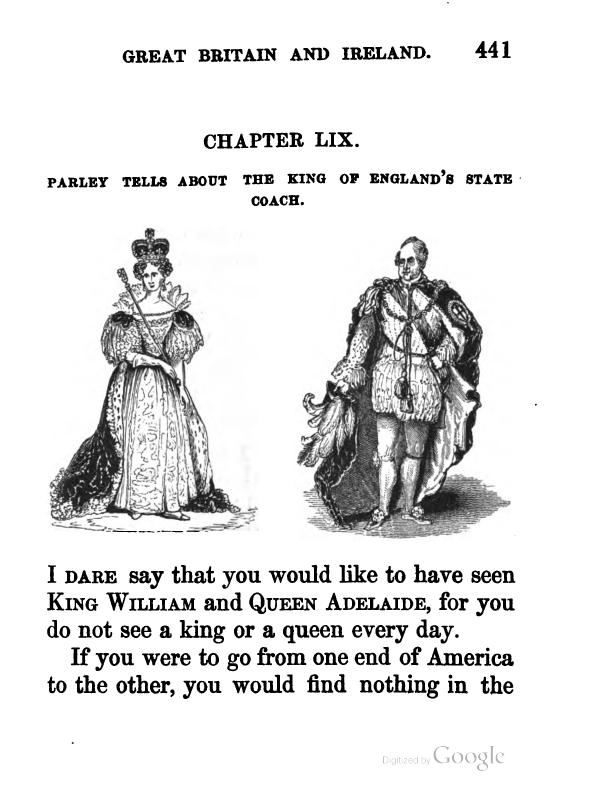 GREAT BRITAIN AND IRELAND. 441
CHAPTER LIX.
PARLEY TELLS ABOUT THE KING OF ENGLAND'S STATE
COACH.
I DARE say that you would like to have seen
KING WILLIAM and QUEEN ADELAIDE, for you
do not see a king or a queen every day.
If you were to go from one end of America
to the other, you would find nothing in the
Digitized by Google